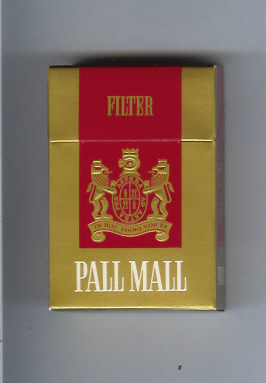 FILTER
IN HOC SIGNO VINCES
PALL MALL